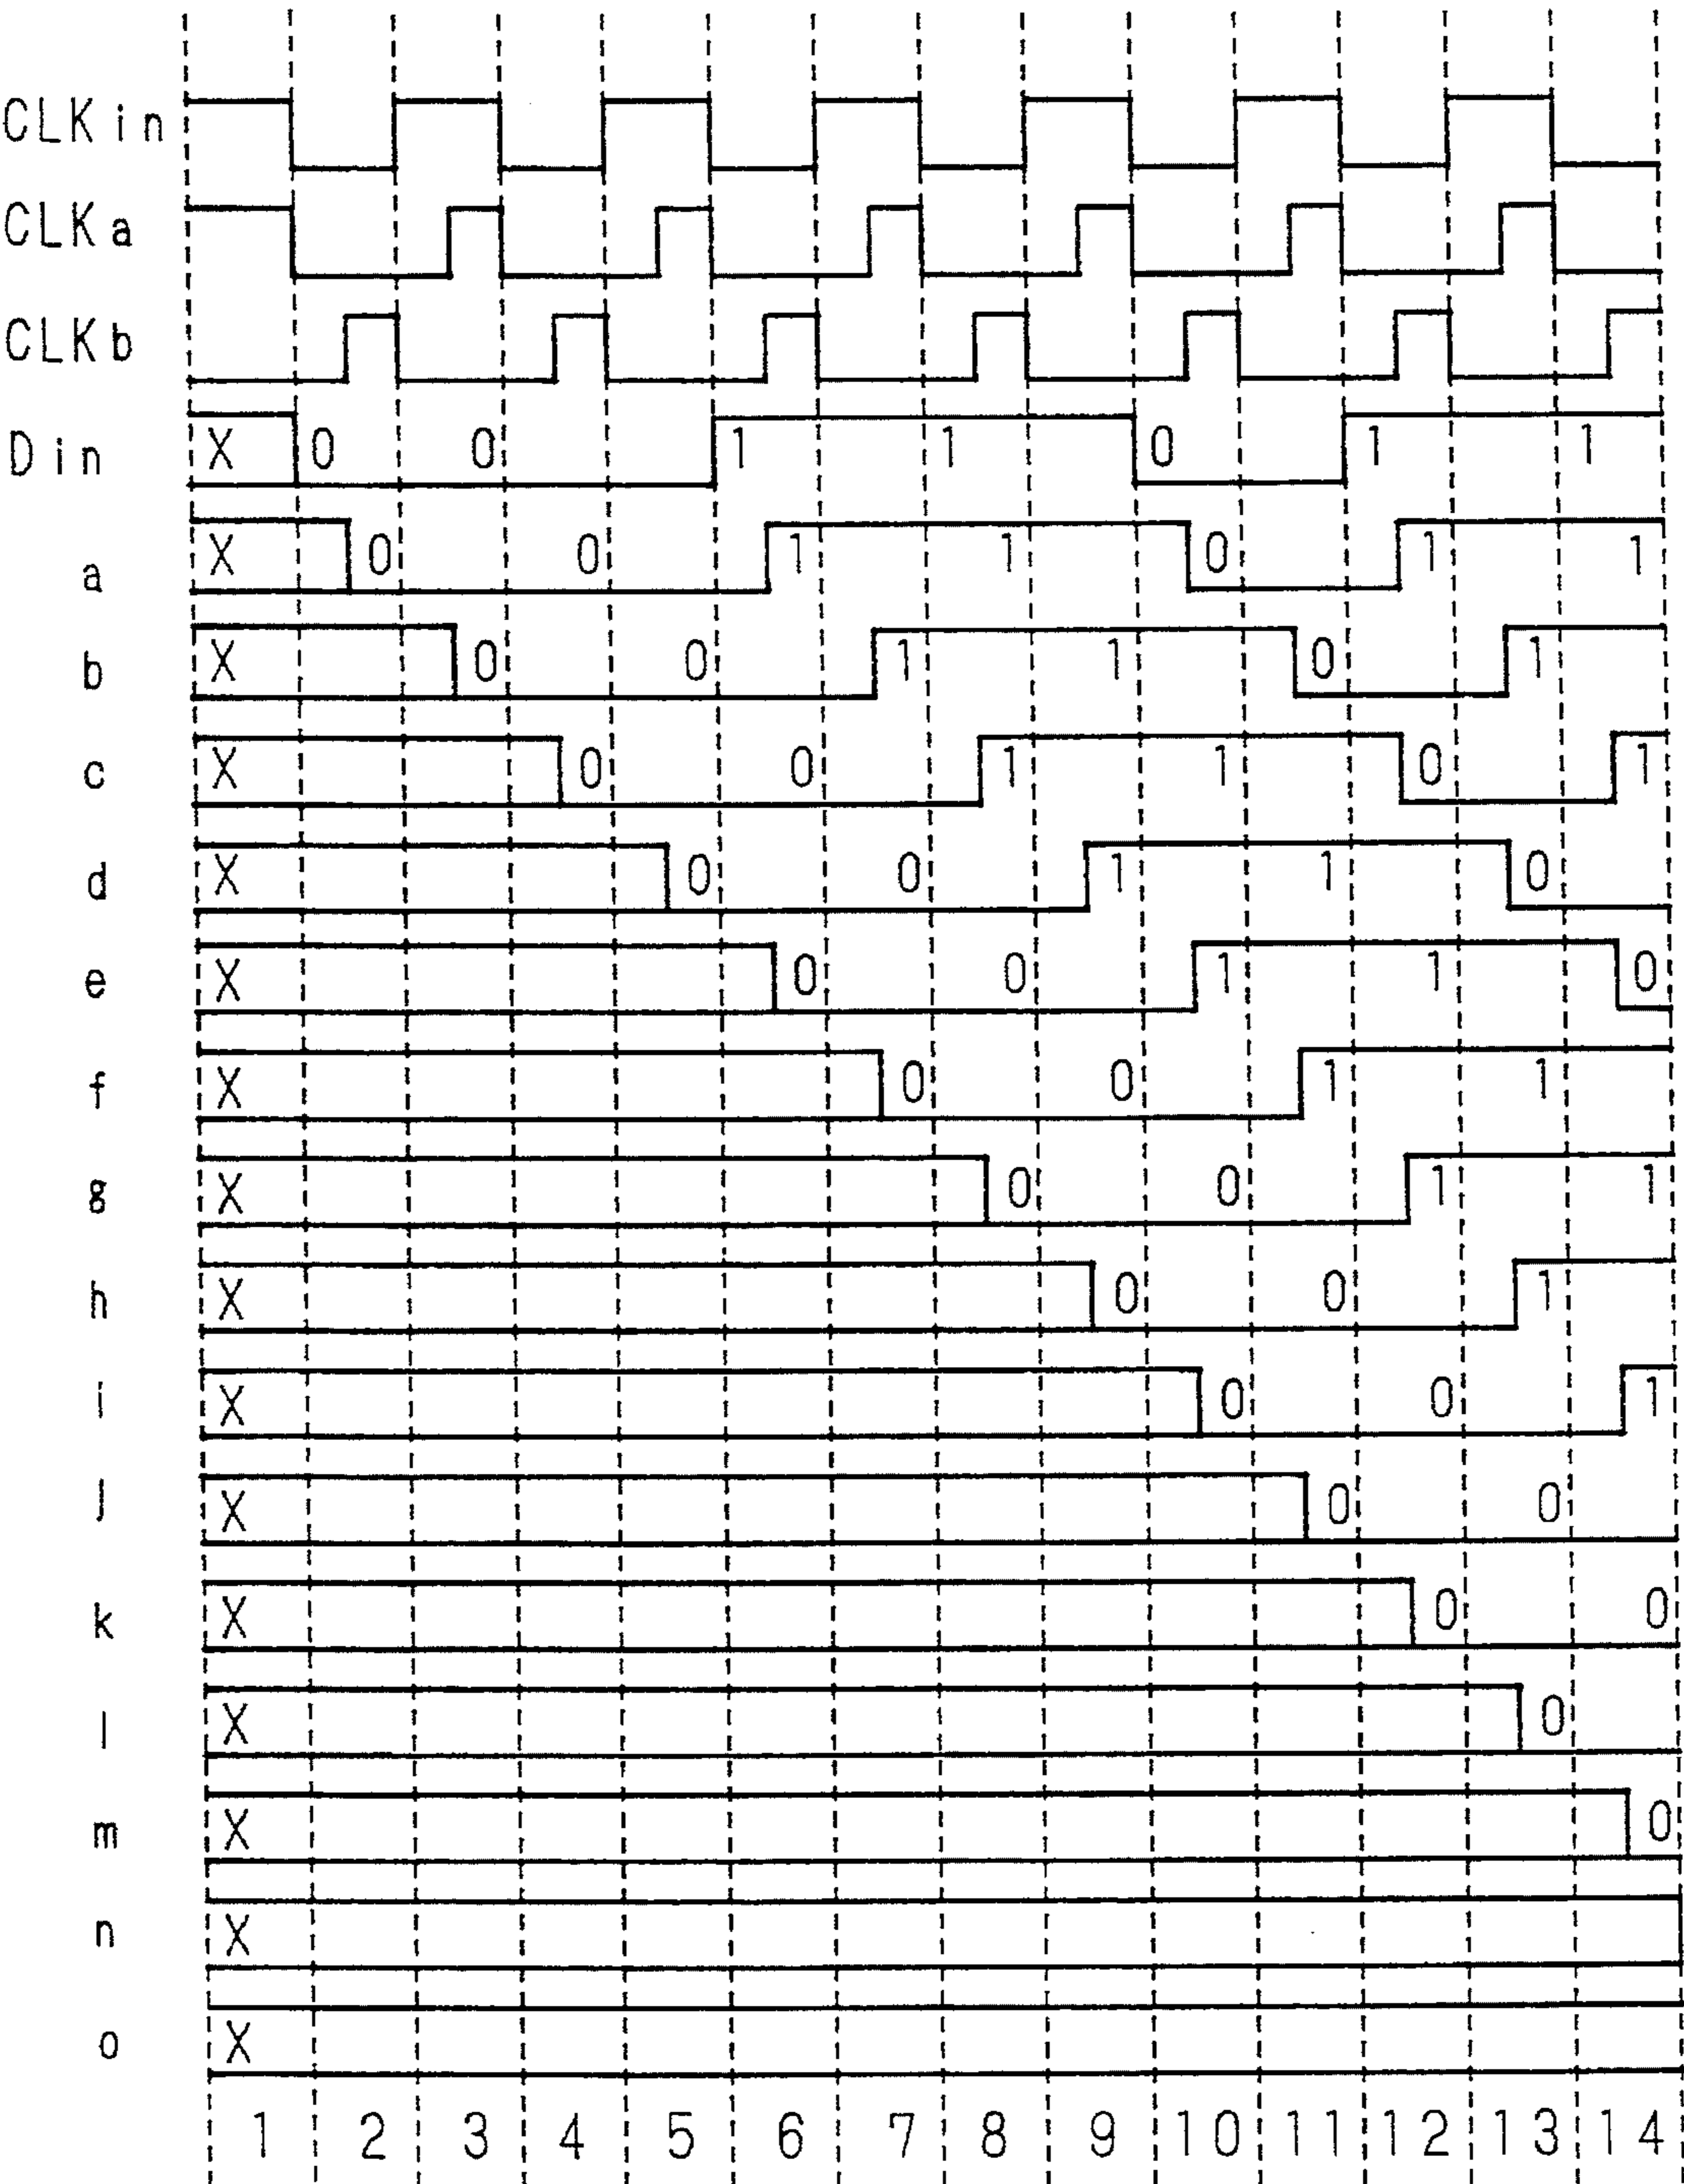 CLKin
CLKa
CLKb
Din X 0 0 1 1 0 1 1
a X 0 0 1 1 0 1 1
b X 0 0 1 1 0 1
c X 0 0 1 1 0 1
d X 0 0 1 1 0
e X 0 0 1 1 0
f X 0 0 1 1
g X 0 0 1 1
h X 0 0 1
i X 0 0 1
j X 0 0
k X 0 0
l X 0
m X 0
n X
o X
1 2 3 4 5 6 7 8 9 10 11 12 13 14